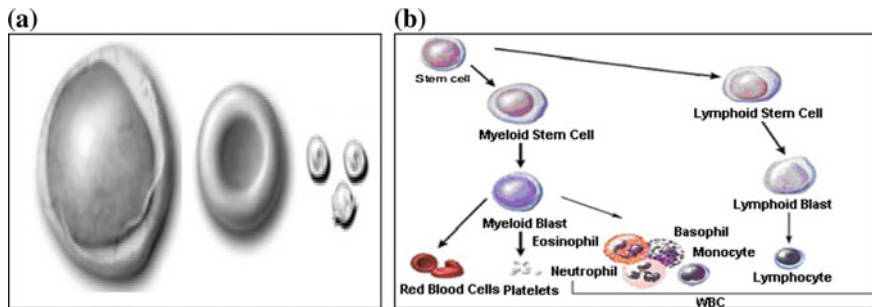 (a)
(b)
Stem cell
Myeloid Stem Cell
Lymphoid Stem Cell
Myeloid Blast
Lymphoid Blast
Eosinophil
Basophil
Monocyte
Neutrophil
Red Blood Cells
Platelets
Lymphocyte
WBC